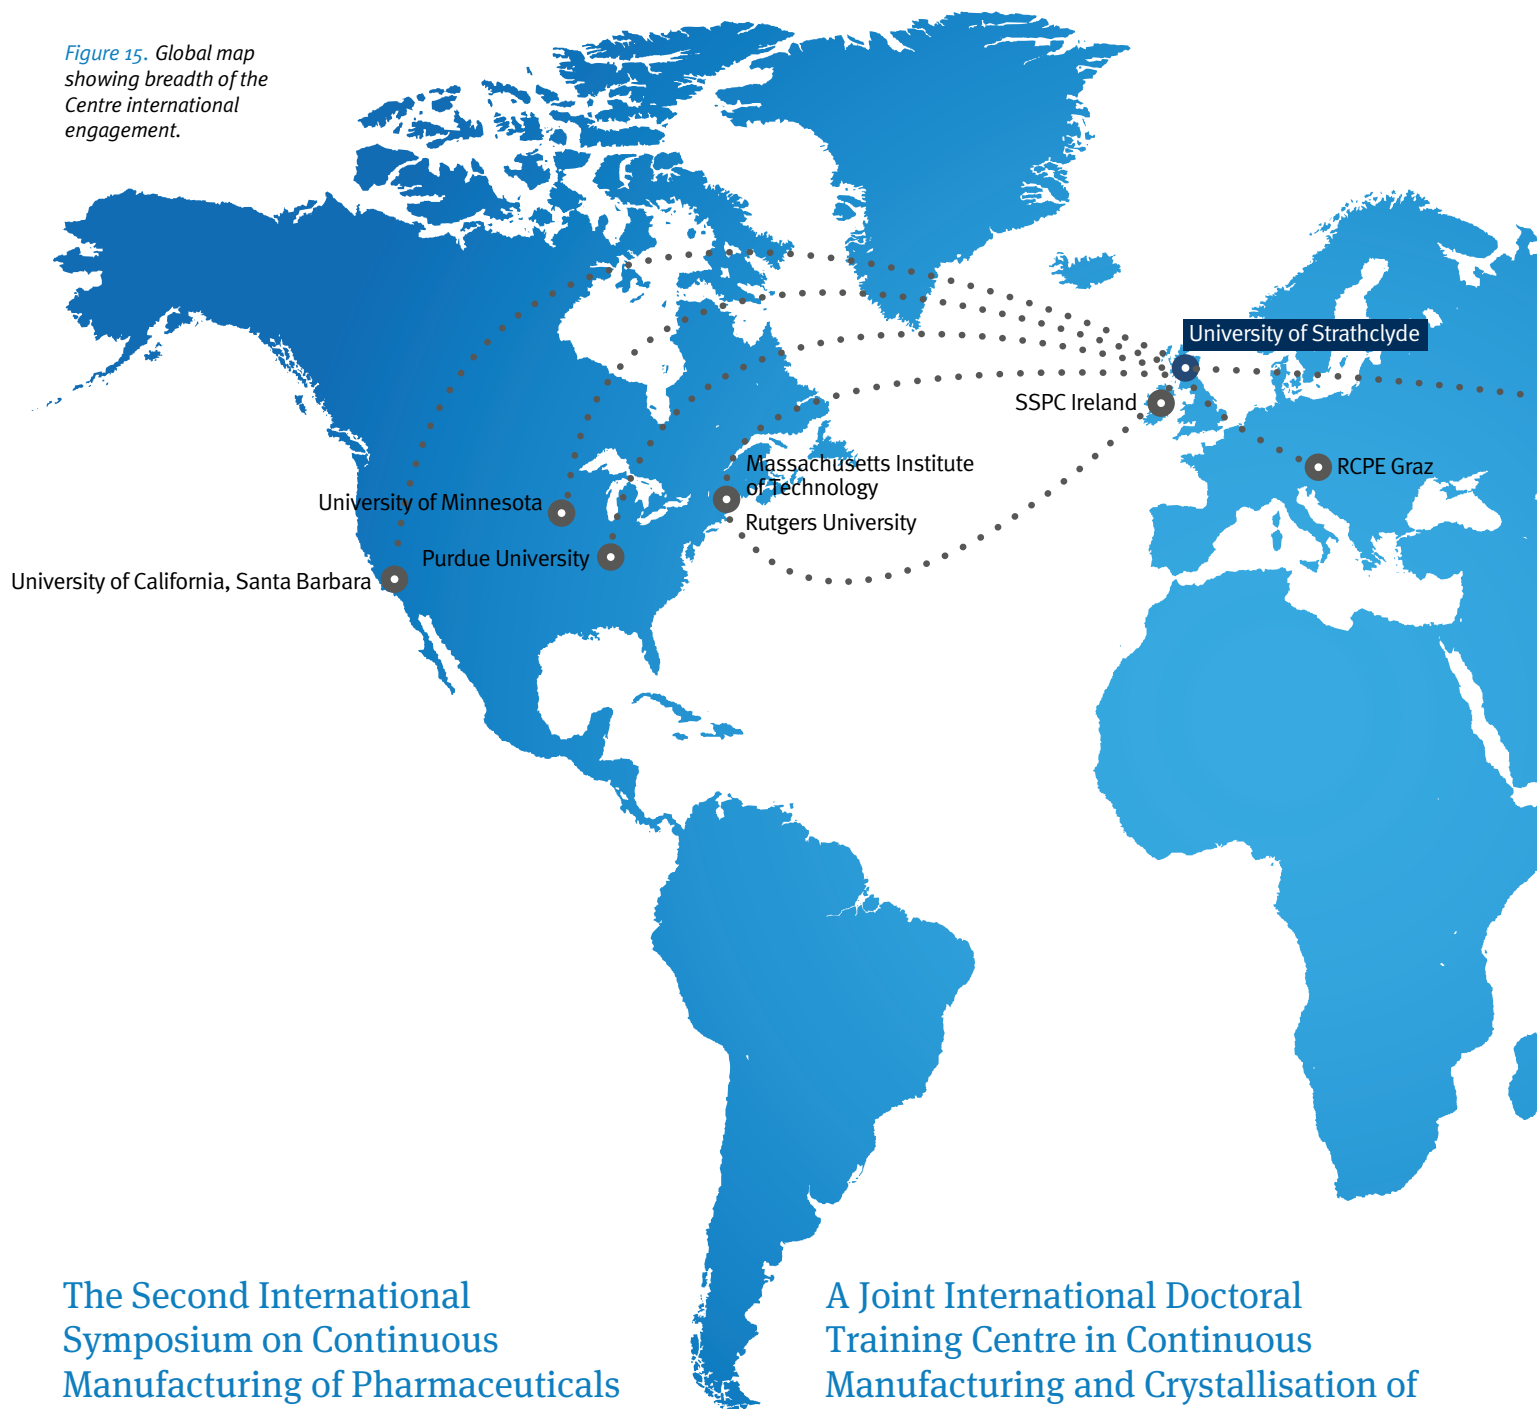 Figure 15. Global map
showing breadth of the
Centre international
engagement.
University of Strathclyde
SSPC Ireland
RCPE Graz
Massachusetts Institute
of Technology
Rutgers University
University of Minnesota
Purdue University
University of California, Santa Barbara
The Second International
Symposium on Continuous
Manufacturing of Pharmaceuticals
A Joint International Doctoral
Training Centre in Continuous
Manufacturing and Crystallisation of